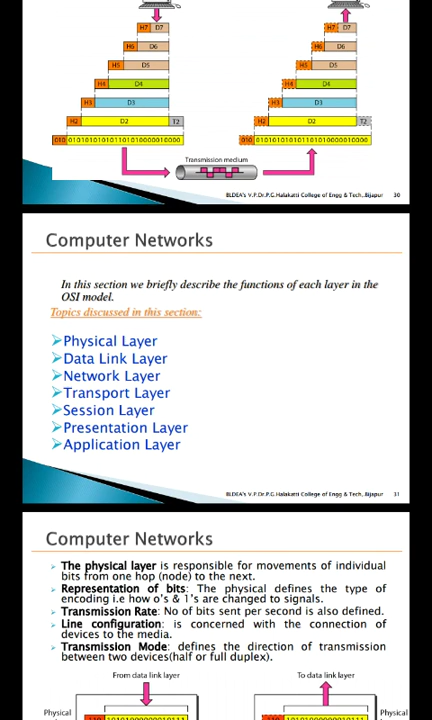 H7 D7 H7 D7
H6 D6 H6 D6
H5 D5 H5 D5
H4 D4 H4 D4
H3 D3 H3 D3
H2 D2 T2 H2 D2 T2
010 010 
Transmission medium
BLDEA's V.P.Dr.P.G.Halakatti College of Engg & Tech,.Bijapur 30
Computer Networks
In this section we briefly describe the functions of each layer in the
OSI model.
Topics discussed in this section:
➢Physical Layer
➢Data Link Layer
➢Network Layer
➢Transport Layer
➢Session Layer
➢Presentation Layer
➢Application Layer
BLDEA's V.P.Dr.P.G.Halakatti College of Engg & Tech,.Bijapur 31
Computer Networks
➢ The physical layer is responsible for movements of individual
bits from one hop (node) to the next.
➢ Representation of bits: The physical defines the type of
encoding i.e how o's & 1's are changed to signals.
➢ Transmission Rate: No of bits sent per second is also defined.
➢ Line configuration: is concerned with the connection of
devices to the media.
➢ Transmission Mode: defines the direction of transmission
between two devices(half or full duplex).
From data link layer To data link layer
Physical Physical